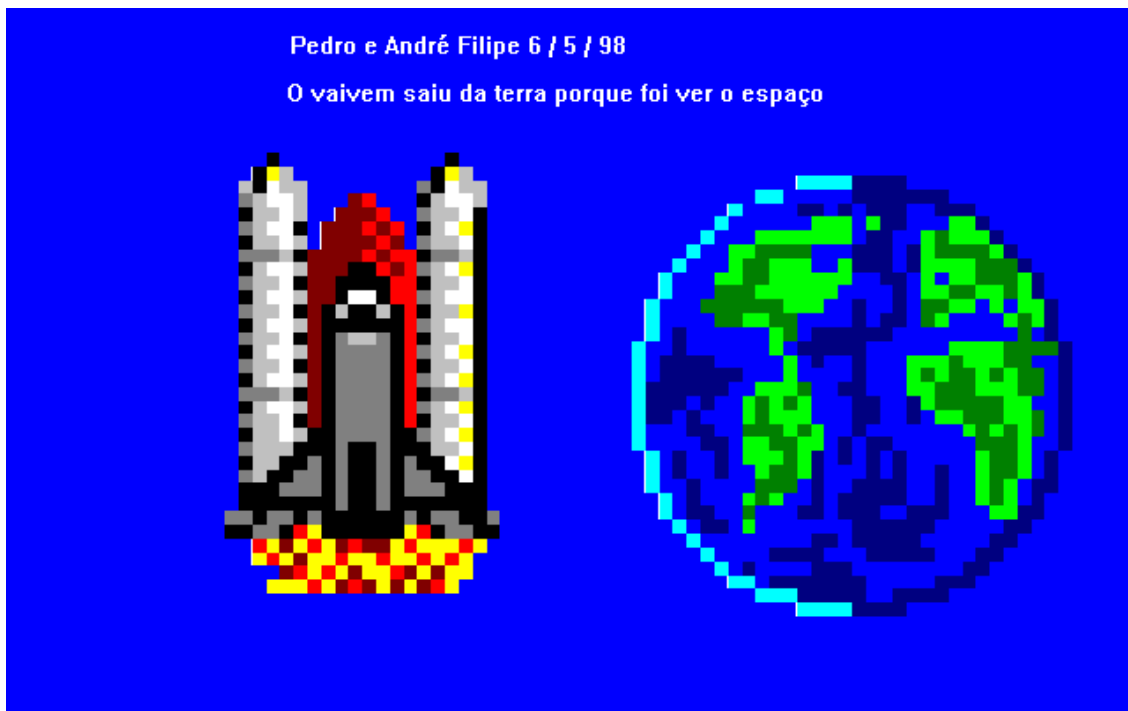 Pedro e André Filipe 6 / 5 / 98
O vaivem saiu da terra porque foi ver o espaço